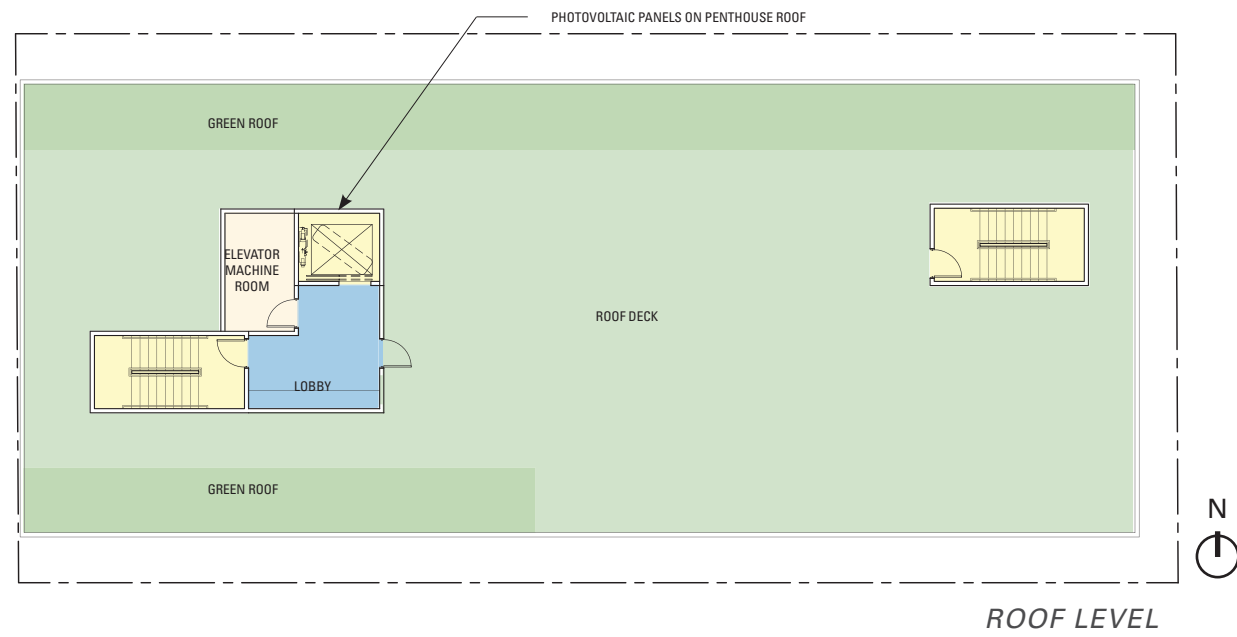 PHOTOVOLTAIC PANELS ON PENTHOUSE ROOF
GREEN ROOF
ELEVATOR
MACHINE
ROOM
ROOF DECK
LOBBY
GREEN ROOF
N
ROOF LEVEL